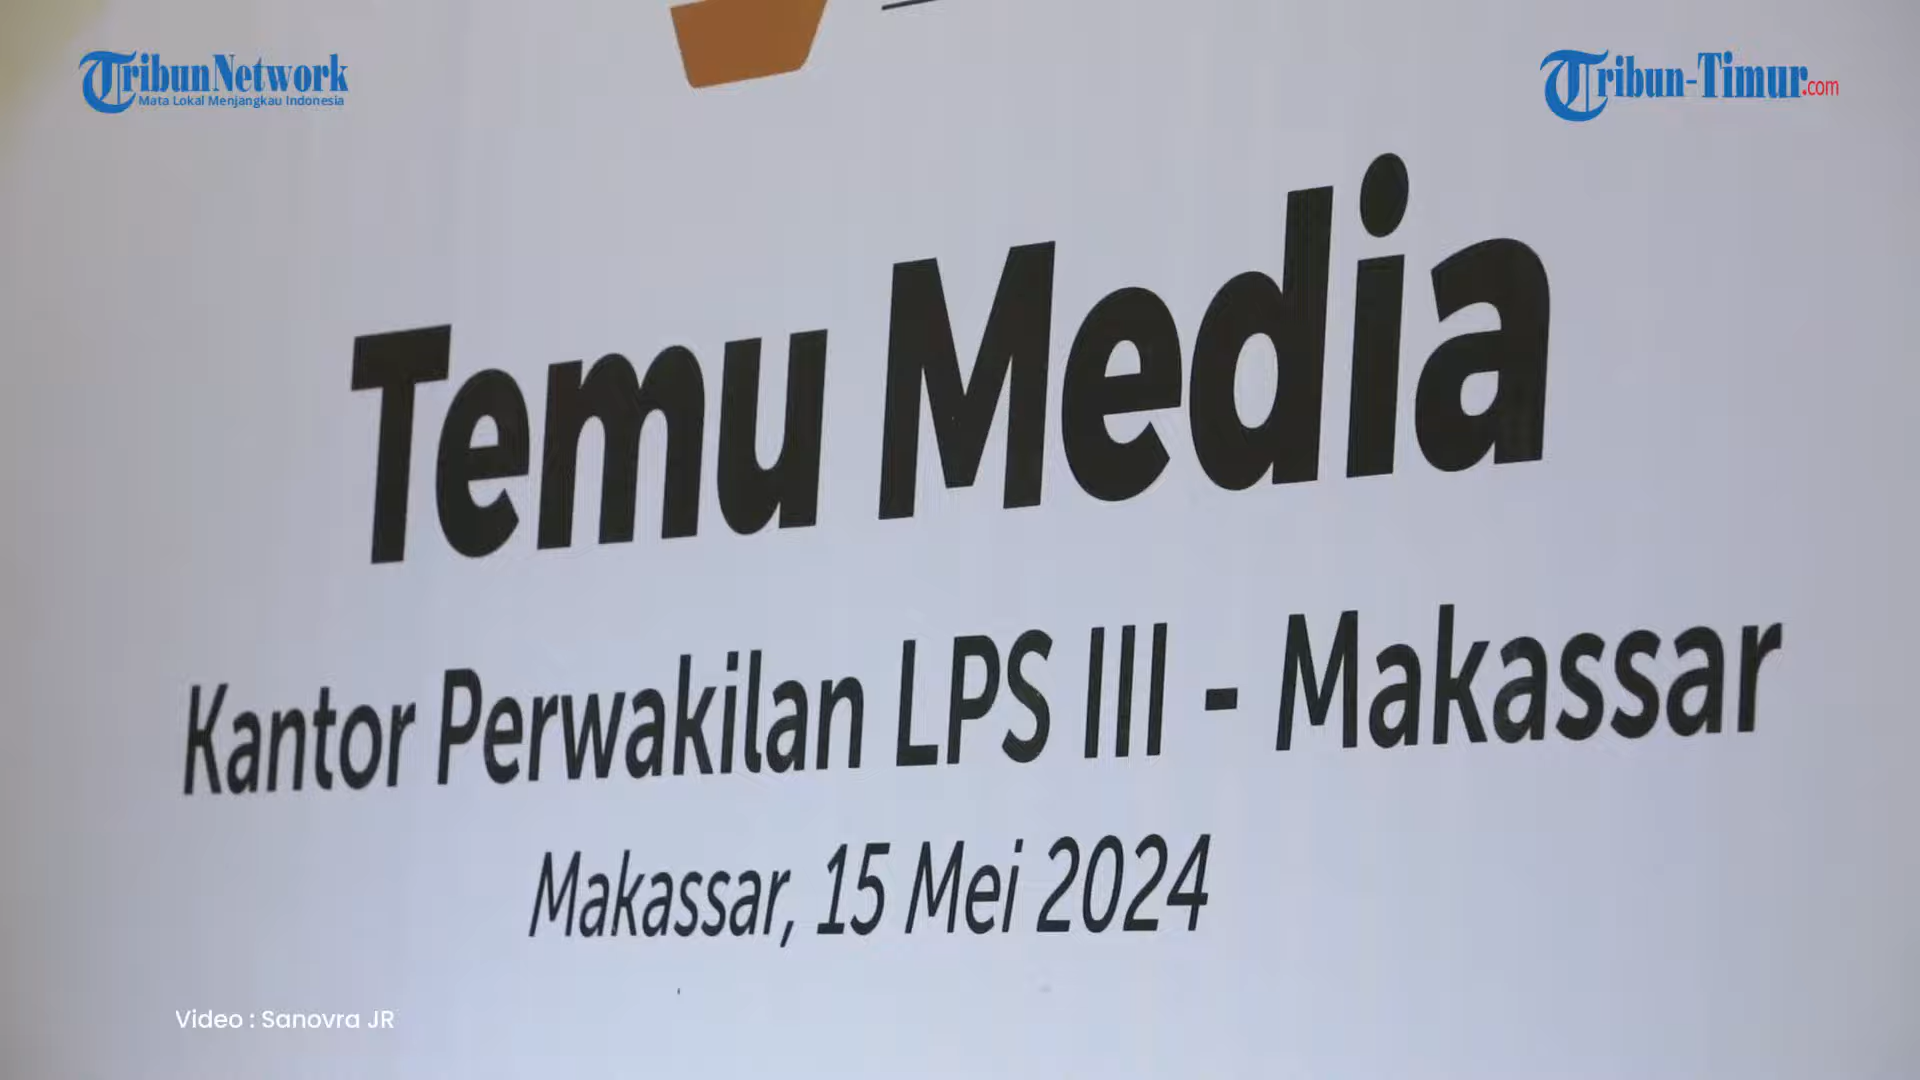 TribunNetwork
Mata Lokal Menjangkau Indonesia
Tribun-Timur.com
Temu Media
Kantor Perwakilan LPS III - Makassar
Makassar, 15 Mei 2024
Video : Sanovra JR